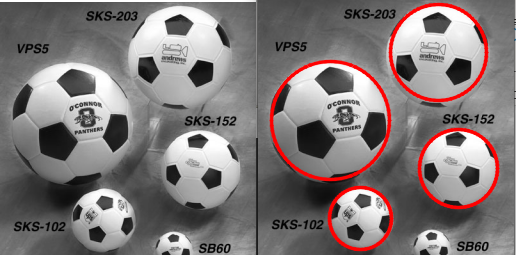 SKS-203
VPS5
andrews
O'CONNOR
PANTHERS
SKS-152
SKS-102
SB60
SKS-203
VPS5
andrews
O'CONNOR
PANTHERS
SKS-152
SKS-102
SB60